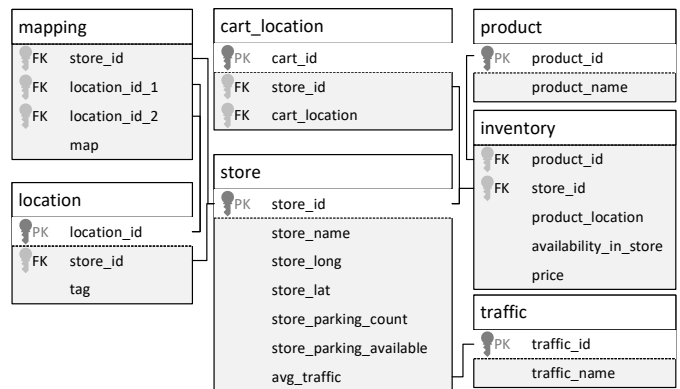 mapping
FK store_id
FK location_id_1
FK location_id_2
map
location
PK location_id
FK store_id
tag
cart_location
PK cart_id
FK store_id
FK cart_location
store
PK store_id
store_name
store_long
store_lat
store_parking_count
store_parking_available
avg_traffic
product
PK product_id
product_name
inventory
FK product_id
FK store_id
product_location
availability_in_store
price
traffic
PK traffic_id
traffic_name